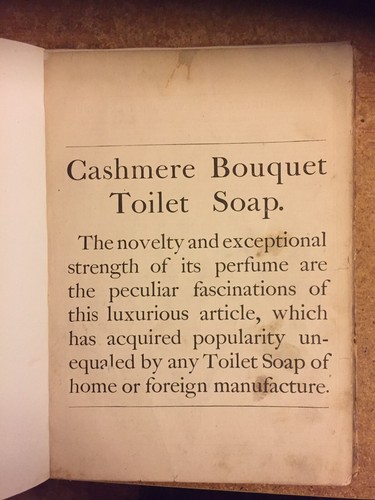 Cashmere Bouquet
Toilet Soap.
The novelty and exceptional
strength of its perfume are
the peculiar fascinations of
this luxurious article, which
has acquired popularity un-
equaled by any Toilet Soap of
home or foreign manufacture.